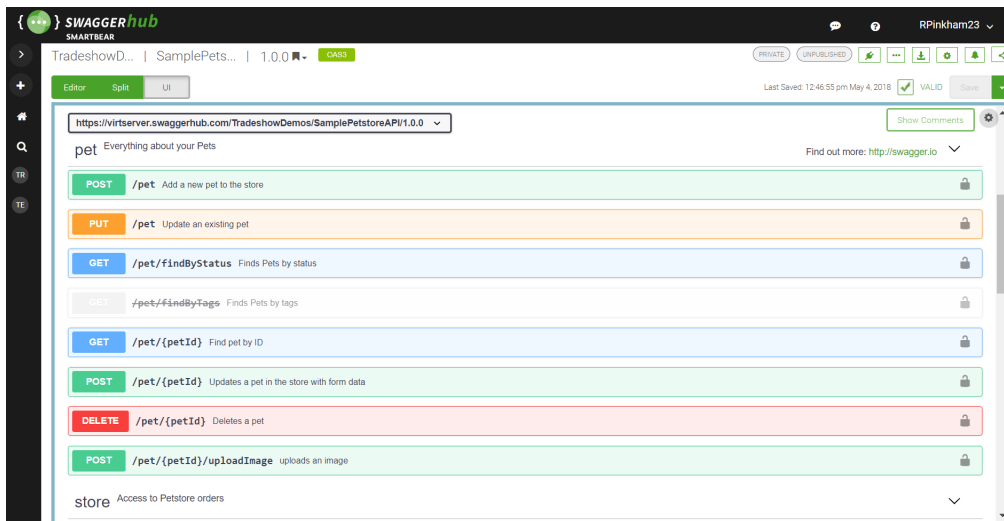 { ... } SWAGGERhub
SMARTBEAR
RPinkham23
TradeshowD... | SamplePets... | 1.0.0 OAS3
PRIVATE UNPUBLISHED
Editor Split UI
Last Saved: 12:46:55 pm May 4, 2018 VALID Save
https://virtserver.swaggerhub.com/TradeshowDemos/SamplePetstoreAPI/1.0.0
Show Comments
TR
TE
pet Everything about your Pets
Find out more: http://swagger.io
POST /pet Add a new pet to the store
PUT /pet Update an existing pet
GET /pet/findByStatus Finds Pets by status
GET /pet/findByTags Finds Pets by tags
GET /pet/{petId} Find pet by ID
POST /pet/{petId} Updates a pet in the store with form data
DELETE /pet/{petId} Deletes a pet
POST /pet/{petId}/uploadImage uploads an image
store Access to Petstore orders